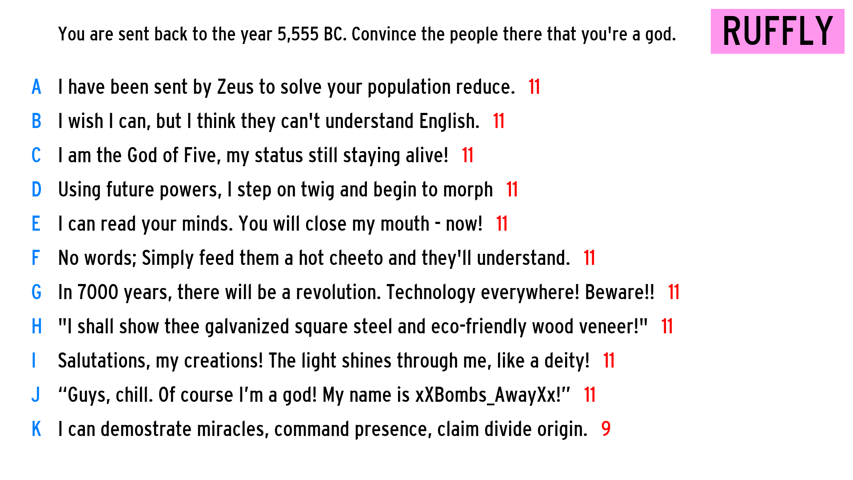 You are sent back to the year 5,555 BC. Convince the people there that you're a god.
RUFFLY
A I have been sent by Zeus to solve your population reduce. 11
B I wish I can, but I think they can't understand English. 11
C I am the God of Five, my status still staying alive! 11
D Using future powers, I step on twig and begin to morph 11
E I can read your minds. You will close my mouth - now! 11
F No words; Simply feed them a hot cheeto and they'll understand. 11
G In 7000 years, there will be a revolution. Technology everywhere! Beware!! 11
H "I shall show thee galvanized square steel and eco-friendly wood veneer!" 11
I Salutations, my creations! The light shines through me, like a deity! 11
J “Guys, chill. Of course I’m a god! My name is xXBombs_AwayXx!” 11
K I can demostrate miracles, command presence, claim divide origin. 9